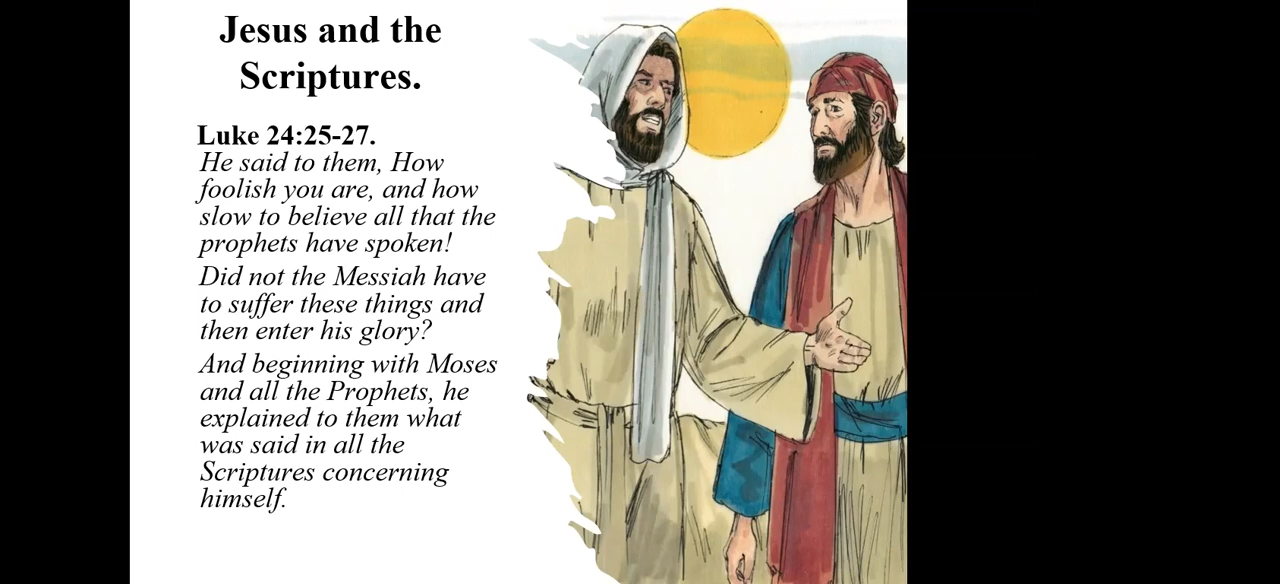 Jesus and the
Scriptures.
Luke 24:25-27.
He said to them, How
foolish you are, and how
slow to believe all that the
prophets have spoken!
Did not the Messiah have
to suffer these things and
then enter his glory?
And beginning with Moses
and all the Prophets, he
explained to them what
was said in all the
Scriptures concerning
himself.